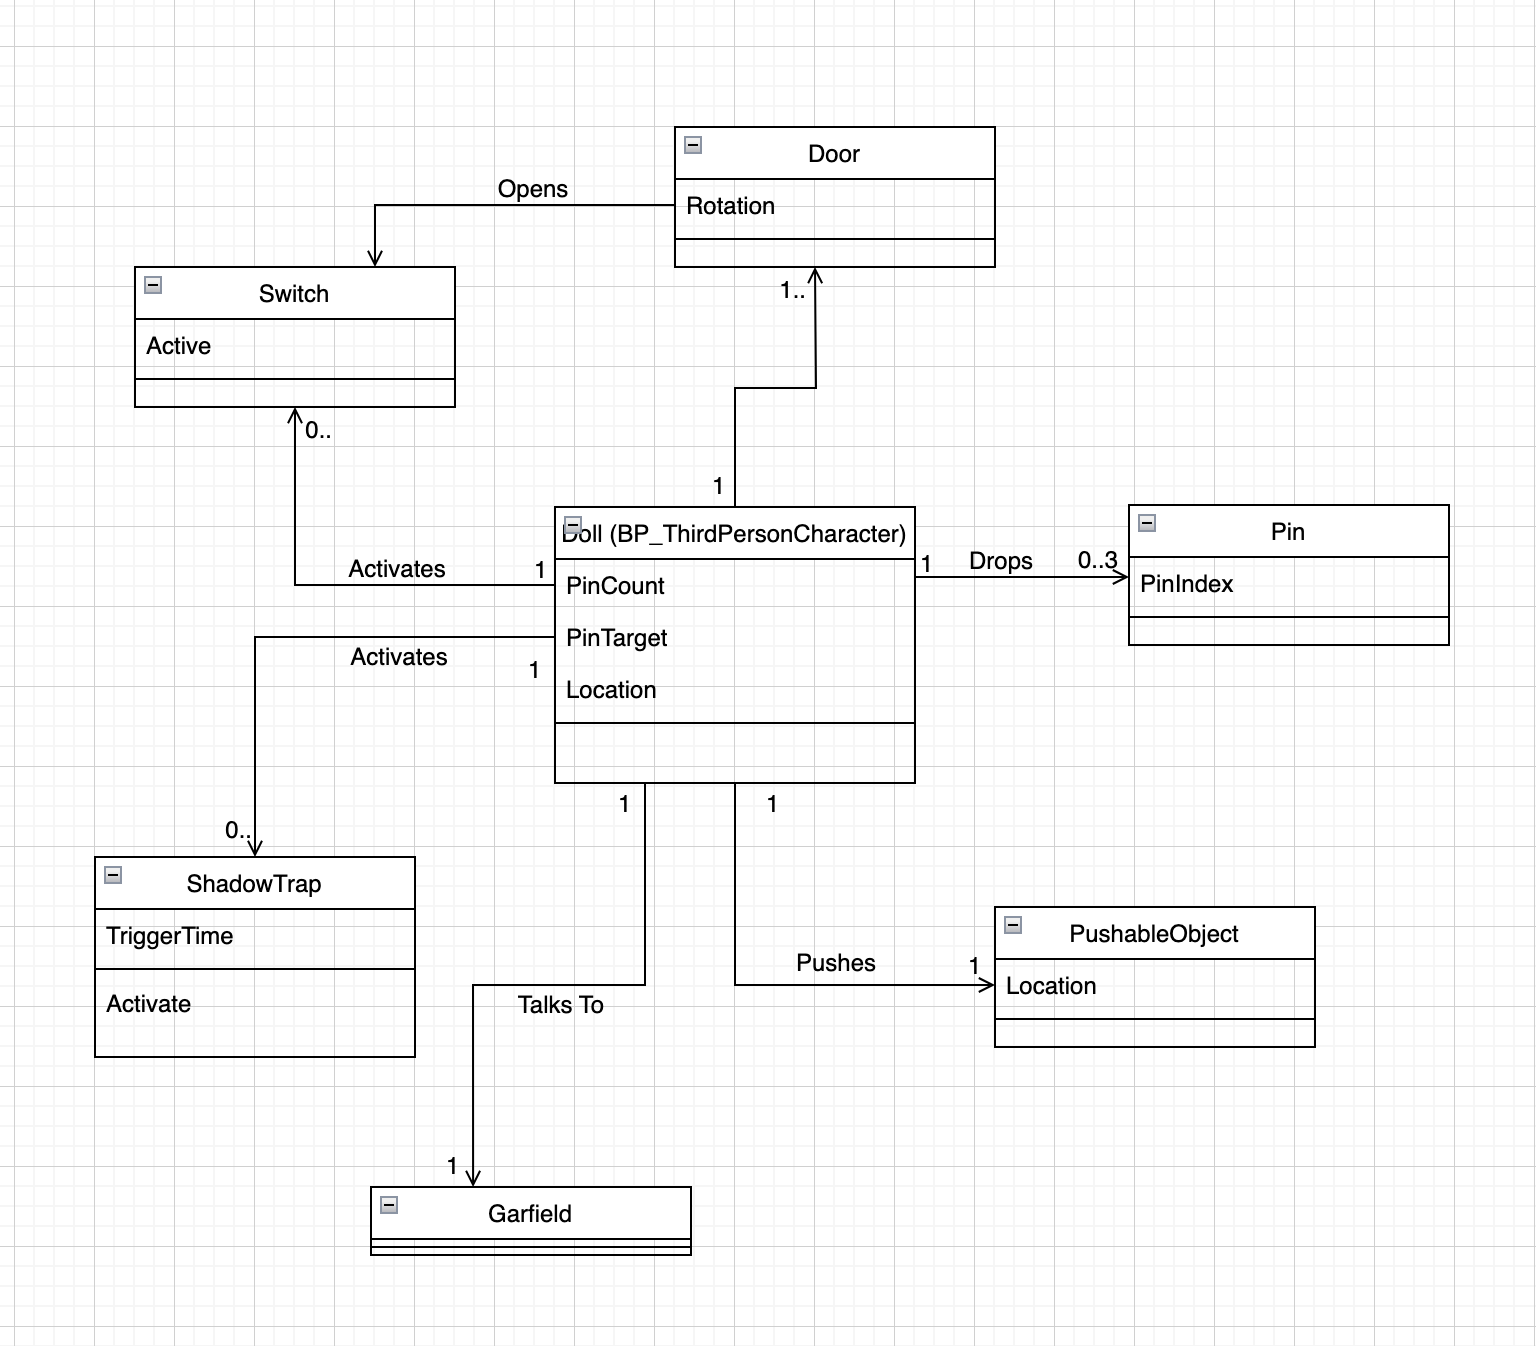 Door
Opens
Rotation
Switch
1..
Active
0..
1
Doll (BP_ThirdPersonCharacter)
Pin
1
Drops
0..3
Activates
1
PinCount
PinIndex
PinTarget
Activates
1
Location
1
1
0..
ShadowTrap
TriggerTime
PushableObject
Pushes
1
Location
Activate
Talks To
1
Garfield